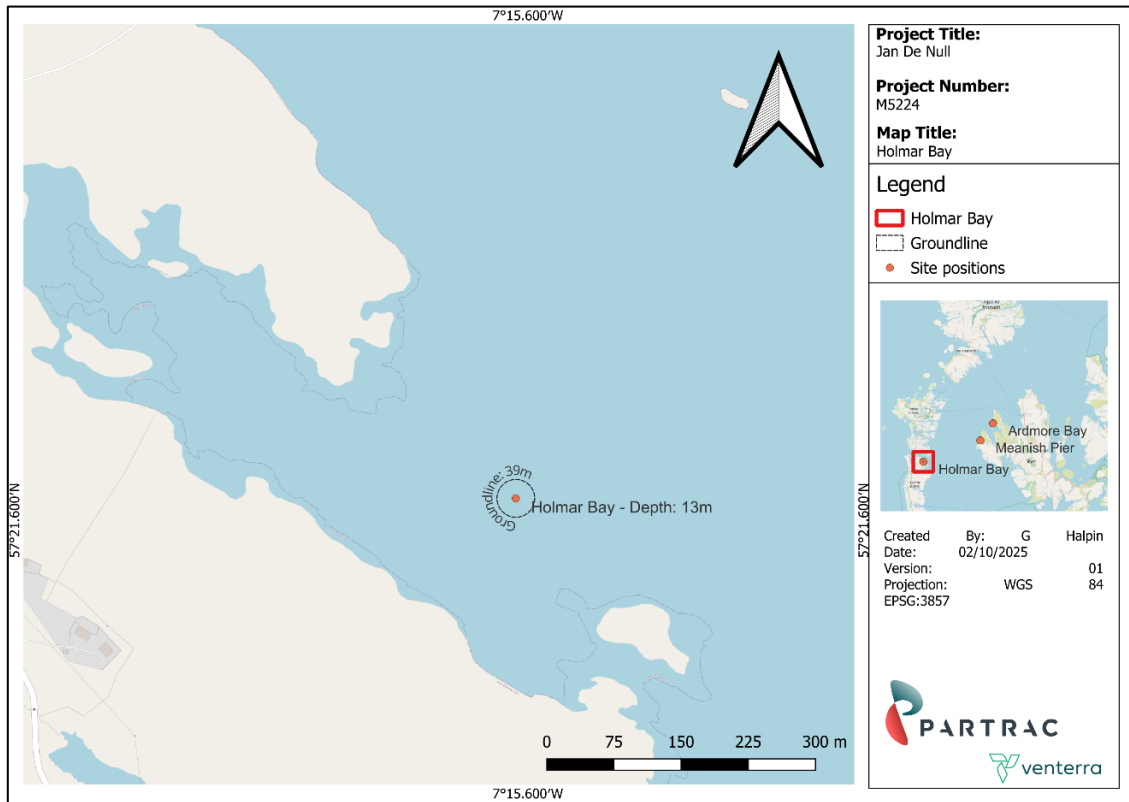 7°15.600'W
57°21.600'N
Groundline: 39m
Holmar Bay - Depth: 13m
0 75 150 225 300 m
7°15.600'W
57°21.600'N
Project Title:
Jan De Null
Project Number:
M5224
Map Title:
Holmar Bay
Legend
Holmar Bay
Groundline
Site positions
Ardmore Bay
Meanish Pier
Holmar Bay
Created By: G Halpin
Date: 02/10/2025
Version: 01
Projection: WGS 84
EPSG:3857
PARTRAC
venterra